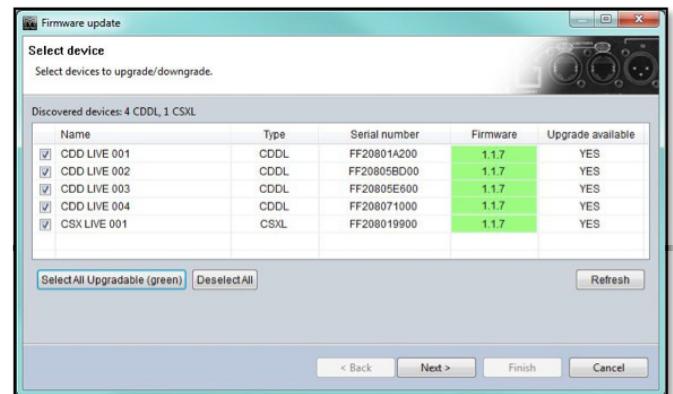 Firmware update
Select device
Select devices to upgrade/downgrade.
Discovered devices: 4 CDDL, 1 CSXL
Name Type Serial number Firmware Upgrade available
CDD LIVE 001 CDDL FF20801A200 1.1.7 YES
CDD LIVE 002 CDDL FF20805BD00 1.1.7 YES
CDD LIVE 003 CDDL FF20805E600 1.1.7 YES
CDD LIVE 004 CDDL FF208071000 1.1.7 YES
CSX LIVE 001 CSXL FF208019900 1.1.7 YES
Select All Upgradable (green) Deselect All Refresh
< Back Next > Finish Cancel